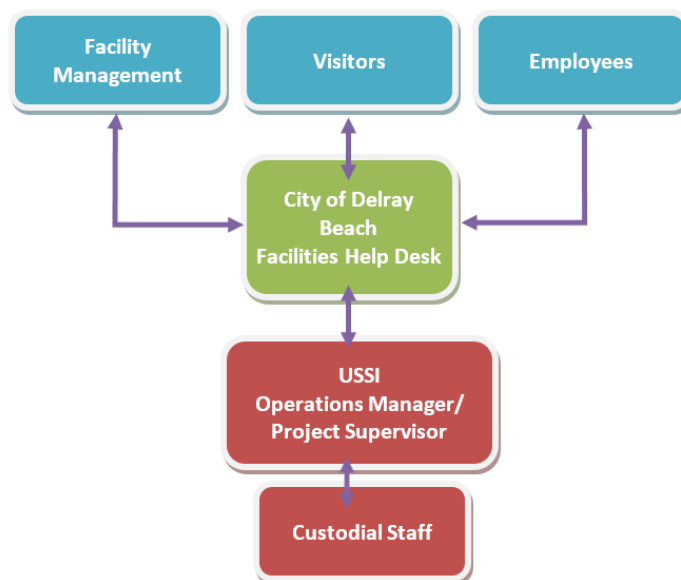 Facility
Management
Visitors
Employees
City of Delray
Beach
Facilities Help Desk
USSI
Operations Manager/
Project Supervisor
Custodial Staff